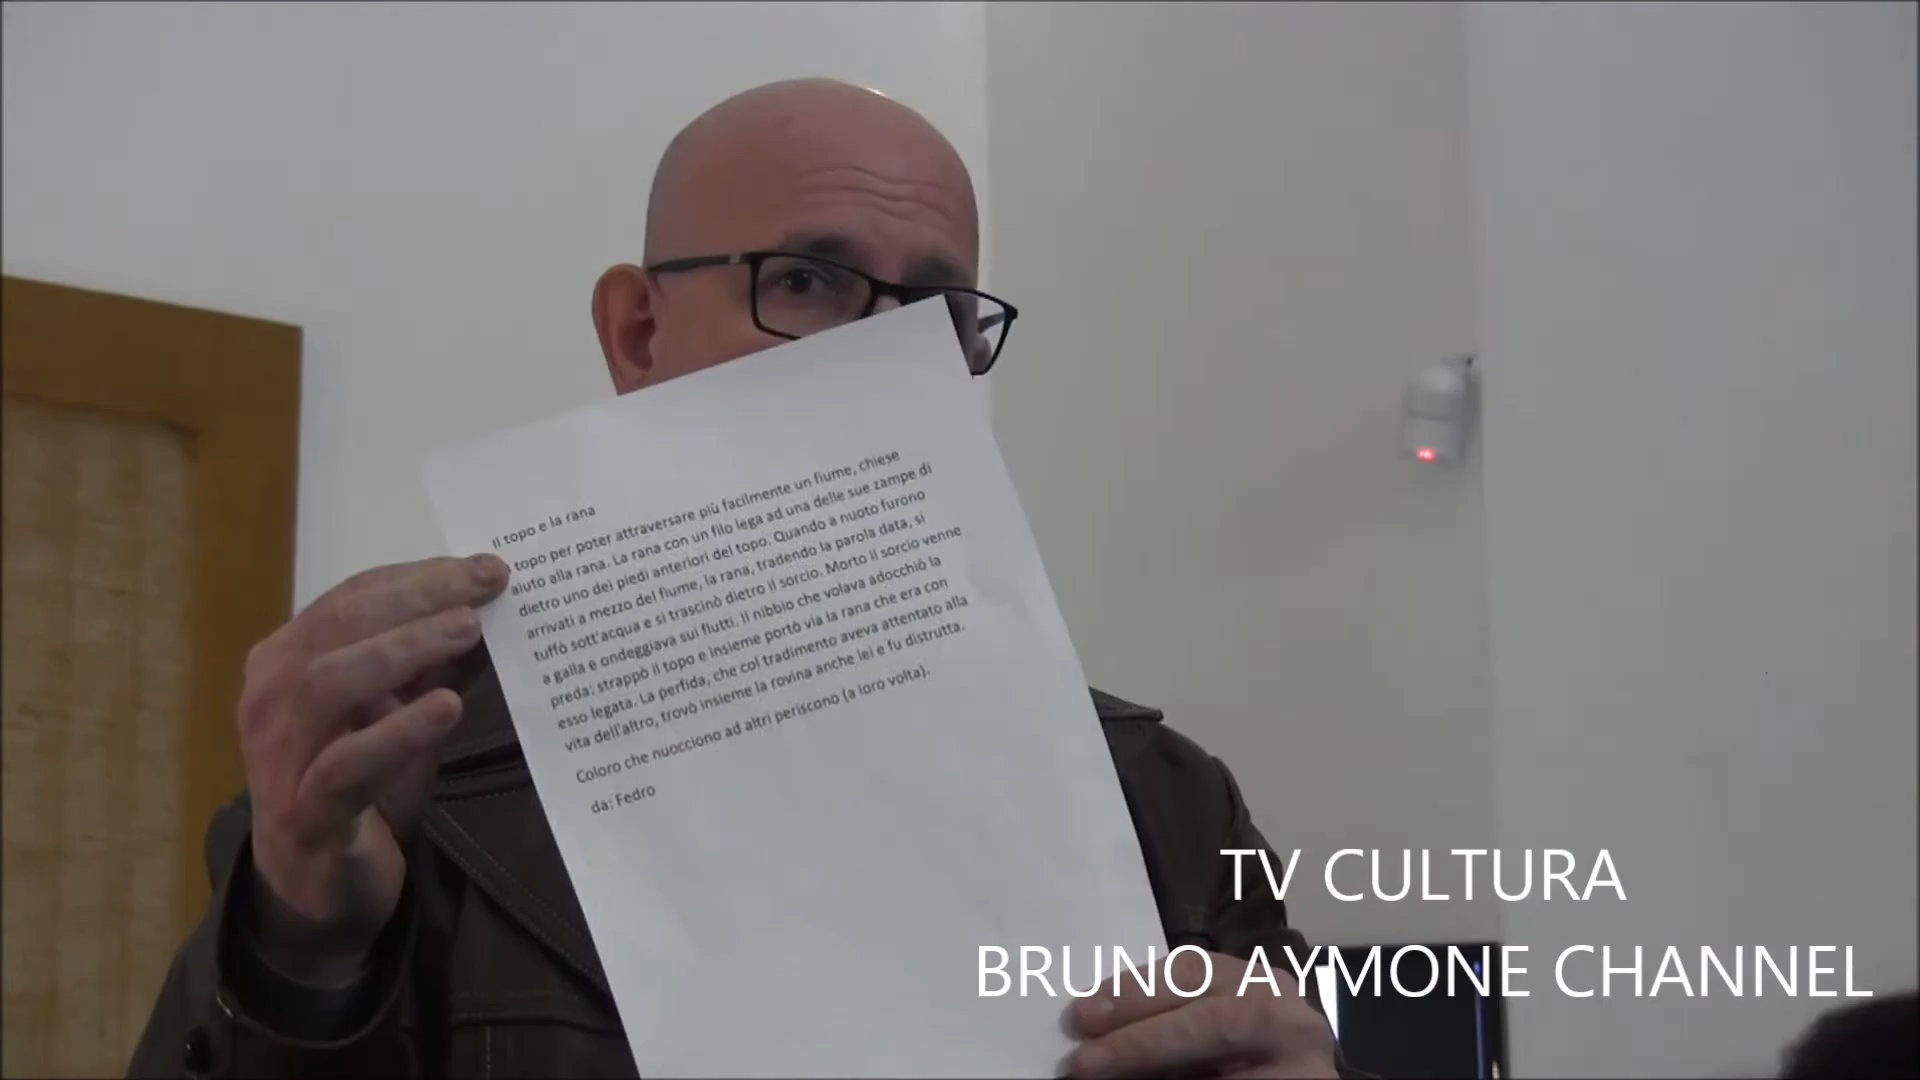 Il topo e la rana
topo per poter attraversare più facilmente un fiume, chiese
aiuto alla rana. La rana con un filo lega ad una delle sue zampe di
dietro uno dei piedi anteriori del topo. Quando a nuoto furono
arrivati a mezzo del fiume, la rana, tradendo la parola data, si
tuffò sott'acqua e si trascinò dietro il sorcio. Morto il sorcio venne
a galla e ondeggiava sui flutti. Il nibbio che volava adocchiò la
preda: strappò il topo e insieme portò via la rana che era con
esso legata. La perfida, che col tradimento aveva attentato alla
vita dell'altro, trovò insieme la rovina anche lei e fu distrutta.
Coloro che nuocciono ad altri periscono (a loro volta).
da: Fedro
TV CULTURA
BRUNO AYMONE CHANNEL